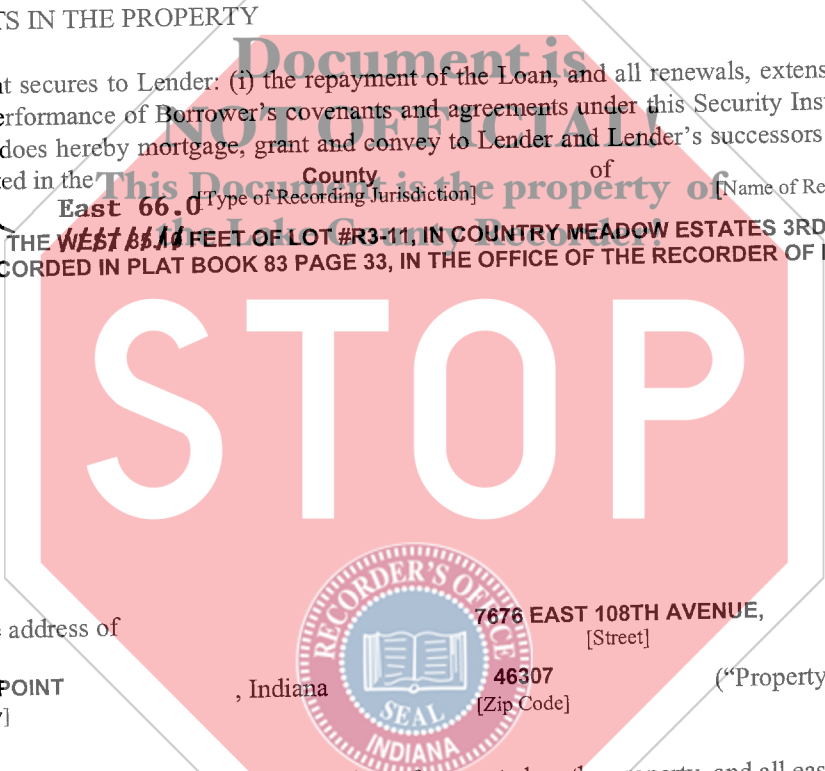 TS IN THE PROPERTY
Document is
nt secures to Lender: (i) the repayment of the Loan, and all renewals, extens
erformance of Borrower's covenants and agreements under this Security Ins
NOT OFFICIAL!
does hereby mortgage, grant and convey to Lender and Lender's successors
ted in the County of
This Document is the property of
[Type of Recording Jurisdiction] [Name of Re
East 66.0
the Lake County Recorder!
THE WEST FEET OF LOT #R3-11, IN COUNTRY MEADOW ESTATES 3RD
CORDED IN PLAT BOOK 83 PAGE 33, IN THE OFFICE OF THE RECORDER OF
STOP
RECORDER'S OFFICE
SEAL
INDIANA
7676 EAST 108TH AVENUE,
address of
[Street]
POINT , Indiana 46307 ("Property
[Zip Code]